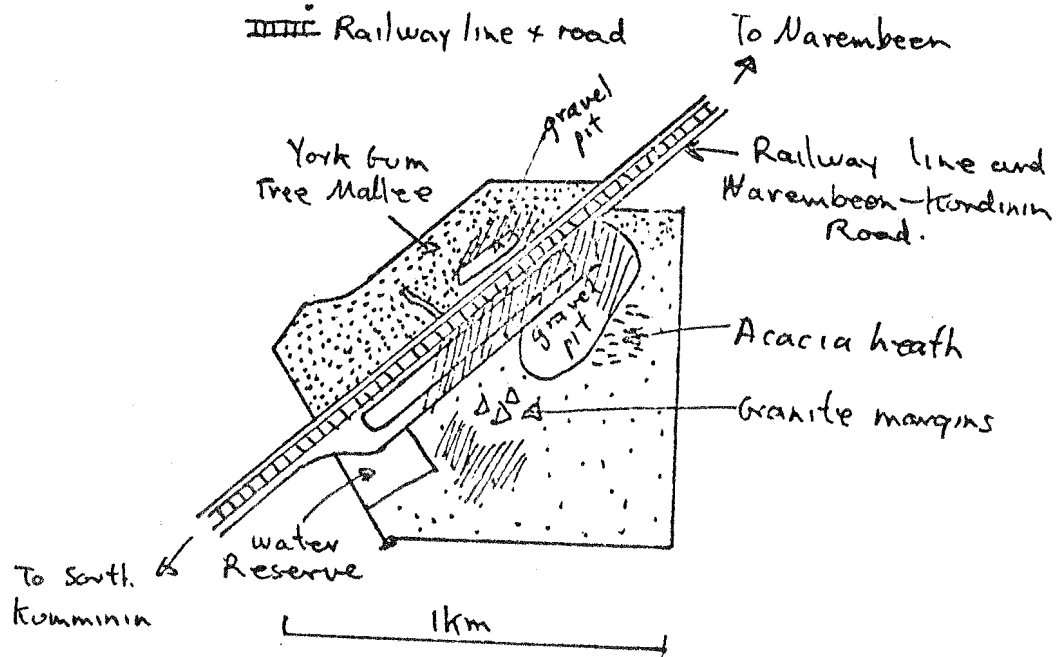 Railway line + road
To Narembeen
gravel
pit
York Gum
Tree Mallee
Railway line and
Narembeen-Kondinin
Road.
gravel
pit
Acacia heath
Granite margins
water
Reserve
To South
Kumminin
1km